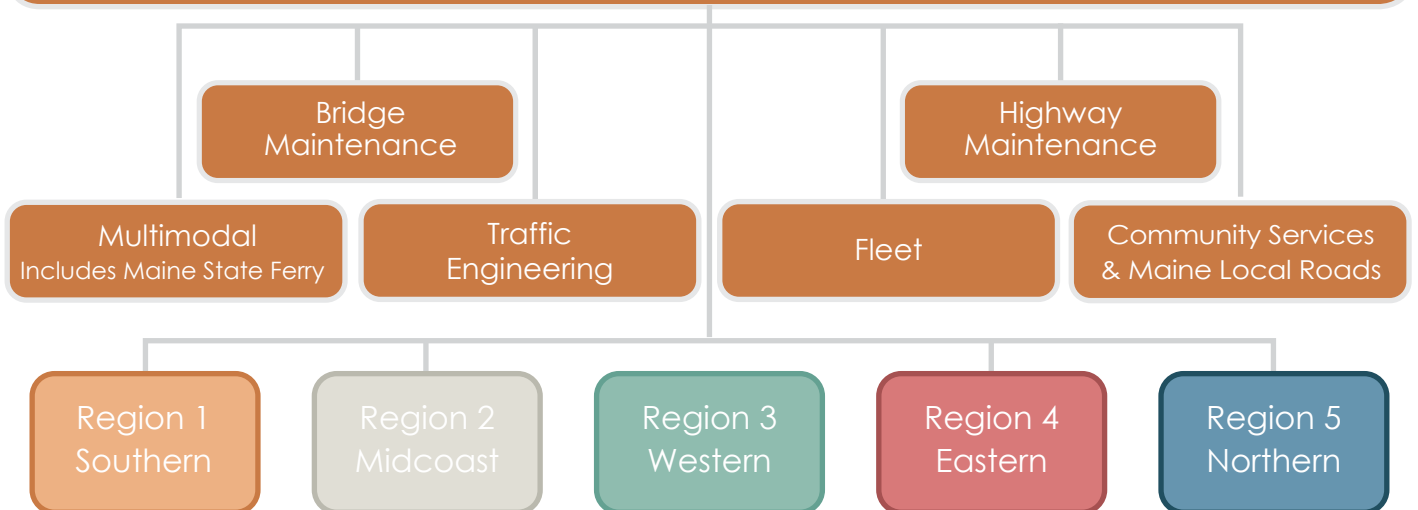 Bridge
Maintenance
Highway
Maintenance
Multimodal
Includes Maine State Ferry
Traffic
Engineering
Fleet
Community Services
& Maine Local Roads
Region 1
Southern
Region 2
Midcoast
Region 3
Western
Region 4
Eastern
Region 5
Northern